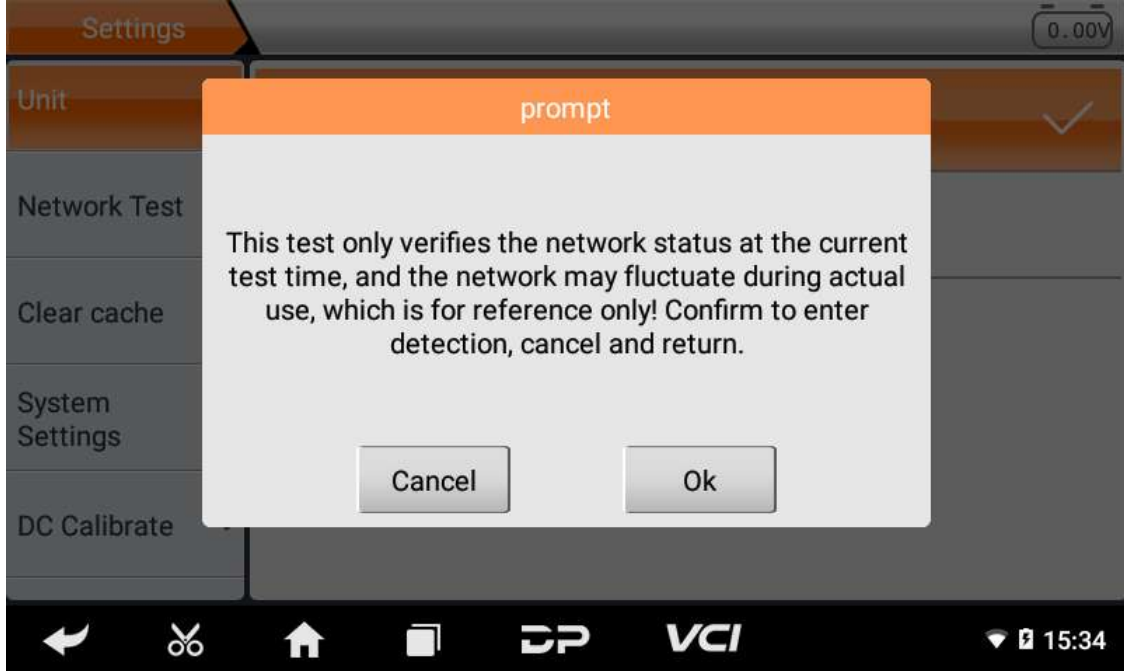 Settings
0.00V
Unit
prompt
Network Test
This test only verifies the network status at the current
test time, and the network may fluctuate during actual
use, which is for reference only! Confirm to enter
detection, cancel and return.
Clear cache
System
Settings
Cancel
Ok
DC Calibrate
DP
VCI
15:34